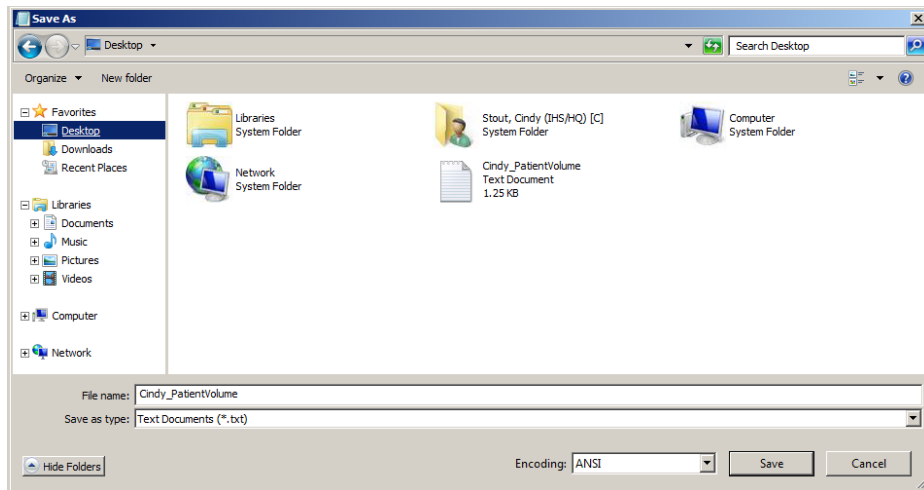 Save As
Desktop
Search Desktop
Organize
New folder
Favorites
Desktop
Downloads
Recent Places
Libraries
Documents
Music
Pictures
Videos
Computer
Network
Libraries
System Folder
Stout, Cindy (IHS/HQ) [C]
System Folder
Computer
System Folder
Network
System Folder
Cindy_PatientVolume
Text Document
1.25 KB
File name: Cindy_PatientVolume
Save as type: Text Documents (*.txt)
Hide Folders
Encoding: ANSI
Save
Cancel